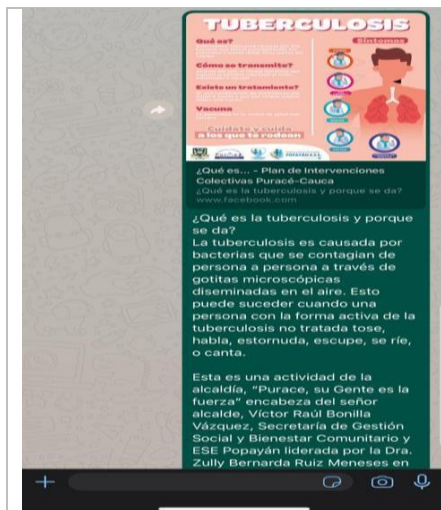 TUBERCULOSIS
Qué es?
Síntomas
Cómo se transmite?
Existe un tratamiento?
Vacuna
Cuídate y cuida
a los que te rodean
¿Qué es... - Plan de Intervenciones
Colectivas Puracé-Cauca
¿Qué es la tuberculosis y porque se da?
www.facebook.com
¿Qué es la tuberculosis y porque
se da?
La tuberculosis es causada por
bacterias que se contagian de
persona a persona a través de
gotitas microscópicas
diseminadas en el aire. Esto
puede suceder cuando una
persona con la forma activa de la
tuberculosis no tratada tose,
habla, estornuda, escupe, se ríe,
o canta.
Esta es una actividad de la
alcaldía, "Purace, su Gente es la
fuerza" encabeza del señor
alcalde, Víctor Raúl Bonilla
Vázquez, Secretaría de Gestión
Social y Bienestar Comunitario y
ESE Popayán liderada por la Dra.
Zully Bernarda Ruiz Meneses en